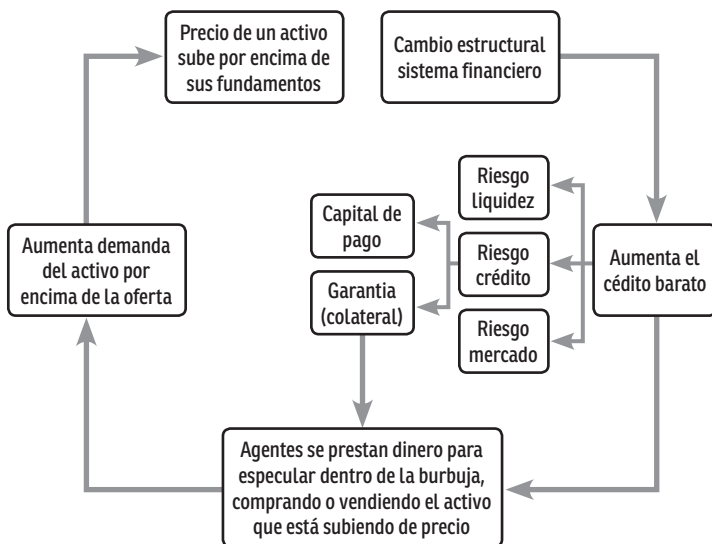 Precio de un activo
sube por encima de
sus fundamentos
Cambio estructural
sistema financiero
Riesgo
liquidez
Capital de
pago
Riesgo
crédito
Aumenta demanda
del activo por
encima de la oferta
Aumenta el
cédito barato
Garantia
(colateral)
Riesgo
mercado
Agentes se prestan dinero para
especular dentro de la burbuja,
comprando o vendiendo el activo
que está subiendo de precio